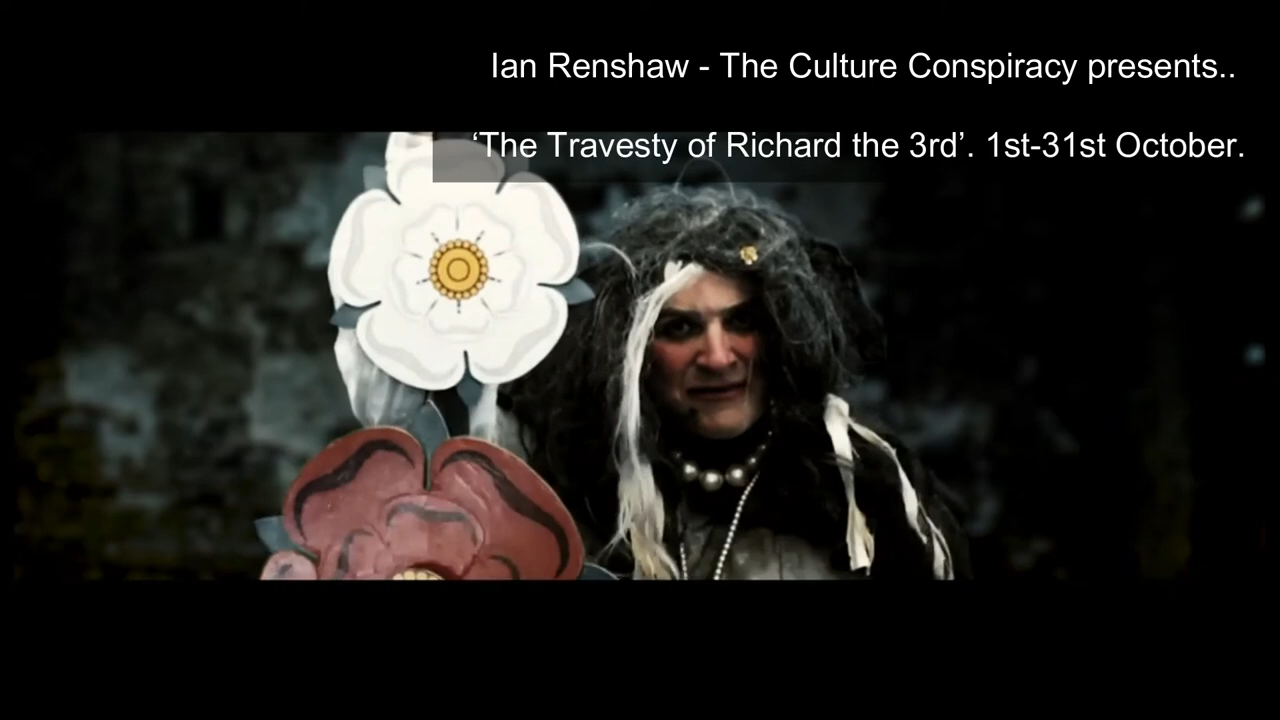 Ian Renshaw - The Culture Conspiracy presents..
‘The Travesty of Richard the 3rd’. 1st-31st October.